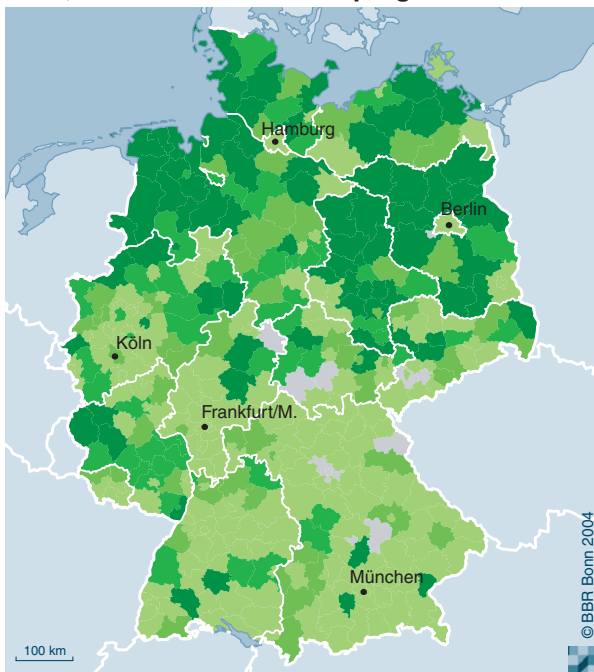 Hamburg
Berlin
Köln
Frankfurt/M.
München
100 km
© BBR Bonn 2004